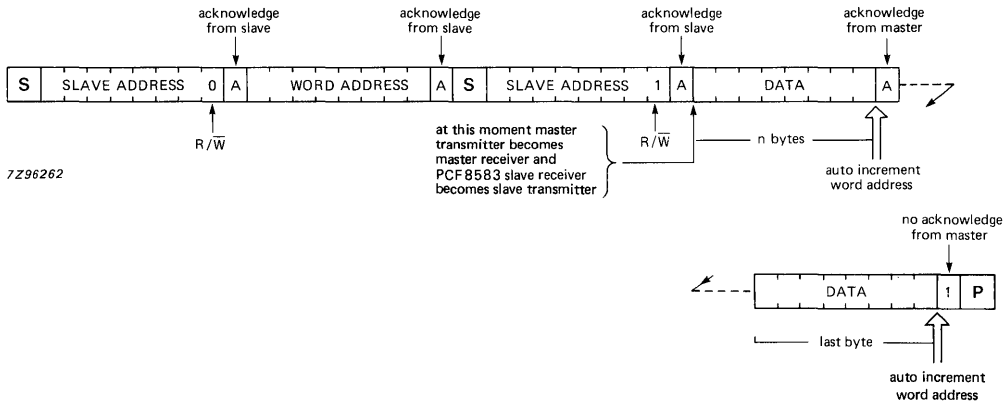 acknowledge
from slave
acknowledge
from slave
acknowledge
from slave
acknowledge
from master
S SLAVE ADDRESS 0 A WORD ADDRESS A S SLAVE ADDRESS 1 A DATA A
R/W̅
at this moment master
transmitter becomes
master receiver and
PCF8583 slave receiver
becomes slave transmitter
R/W̅
n bytes
auto increment
word address
7Z96262
no acknowledge
from master
DATA 1 P
last byte
auto increment
word address